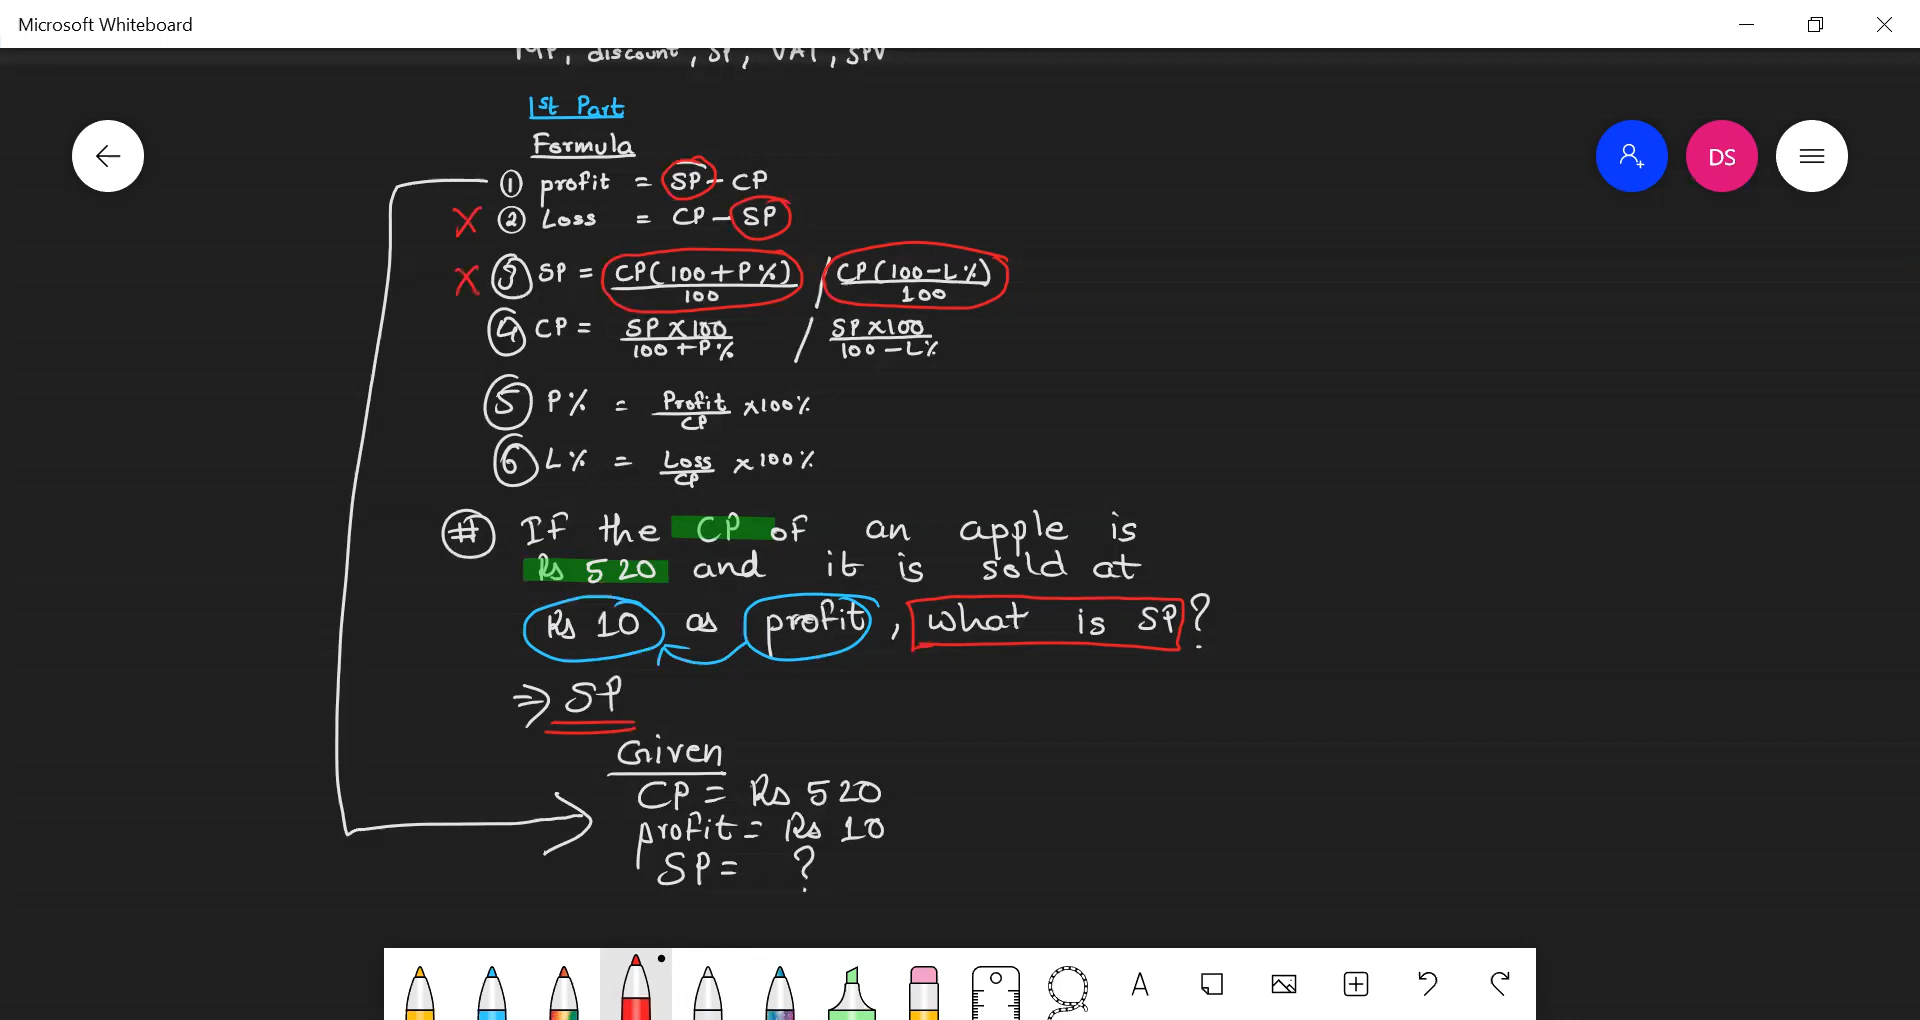 Microsoft Whiteboard
MP, discount, SP, VAT, SPV
1st Part
Formula
① profit = SP - CP
X ② Loss = CP - SP
X ③ SP = CP(100+P%)/100 / CP(100-L%)/100
④ CP = SP×100/100+P% / SP×100/100-L%
⑤ P% = Profit/CP ×100%
⑥ L% = Loss/CP ×100%
# If the CP of an apple is
Rs 520 and it is sold at
Rs 10 as profit, what is SP?
⇒ SP
Given
CP = Rs 520
profit = Rs 10
SP = ?
DS
A